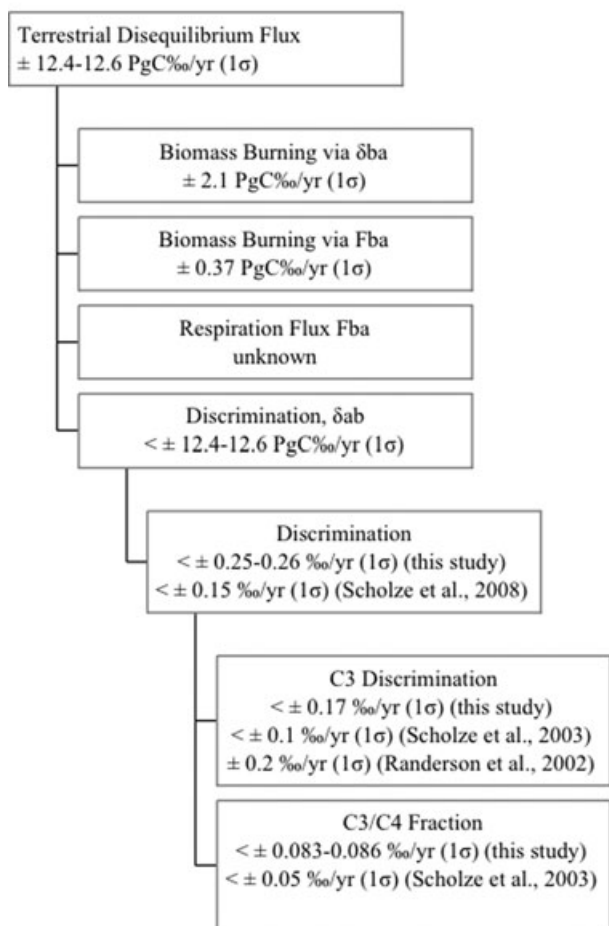 Terrestrial Disequilibrium Flux
± 12.4-12.6 PgC‰/yr (1σ)
Biomass Burning via δba
± 2.1 PgC‰/yr (1σ)
Biomass Burning via Fba
± 0.37 PgC‰/yr (1σ)
Respiration Flux Fba
unknown
Discrimination, δab
< ± 12.4-12.6 PgC‰/yr (1σ)
Discrimination
< ± 0.25-0.26 ‰/yr (1σ) (this study)
< ± 0.15 ‰/yr (1σ) (Scholze et al., 2008)
C3 Discrimination
< ± 0.17 ‰/yr (1σ) (this study)
< ± 0.1 ‰/yr (1σ) (Scholze et al., 2003)
± 0.2 ‰/yr (1σ) (Randerson et al., 2002)
C3/C4 Fraction
< ± 0.083-0.086 ‰/yr (1σ) (this study)
< ± 0.05 ‰/yr (1σ) (Scholze et al., 2003)